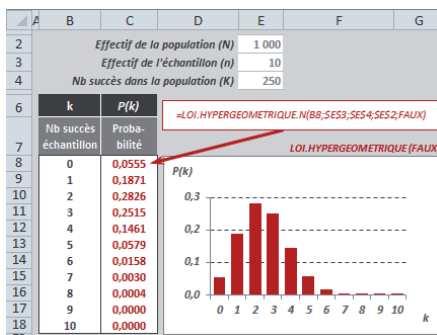 A B C D E F G
2 Effectif de la population (N) 1 000
3 Effectif de l'échantillon (n) 10
4 Nb succès dans la population (K) 250
6 k P(k) =LOI.HYPERGEOMETRIQUE.N(B8;$E$3;$E$4;$E$2;FAUX)
7 Nb succès échantillon Proba-bilité LOI.HYPERGEOMETRIQUE(FAUX
8 0 0,0555
9 1 0,1871
10 2 0,2826
11 3 0,2515
12 4 0,1461
13 5 0,0579
14 6 0,0158
15 7 0,0030
16 8 0,0004
17 9 0,0000
18 10 0,0000
P(k)
0,3
0,2
0,1
0,0
0 1 2 3 4 5 6 7 8 9 10
k